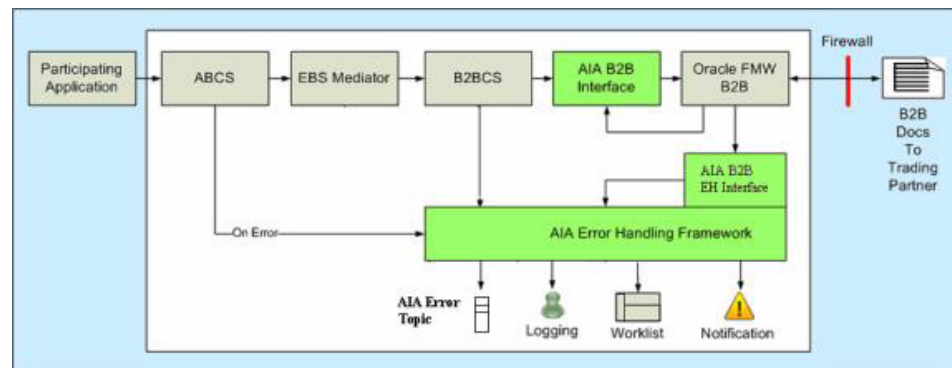 Firewall
Participating
Application
ABCS
EBS Mediator
B2BCS
AIA B2B
Interface
Oracle FMW
B2B
B2B
Docs
To
Trading
Partner
AIA B2B
EH Interface
On Error
AIA Error Handling Framework
AIA Error
Topic
Logging
Worklist
Notification